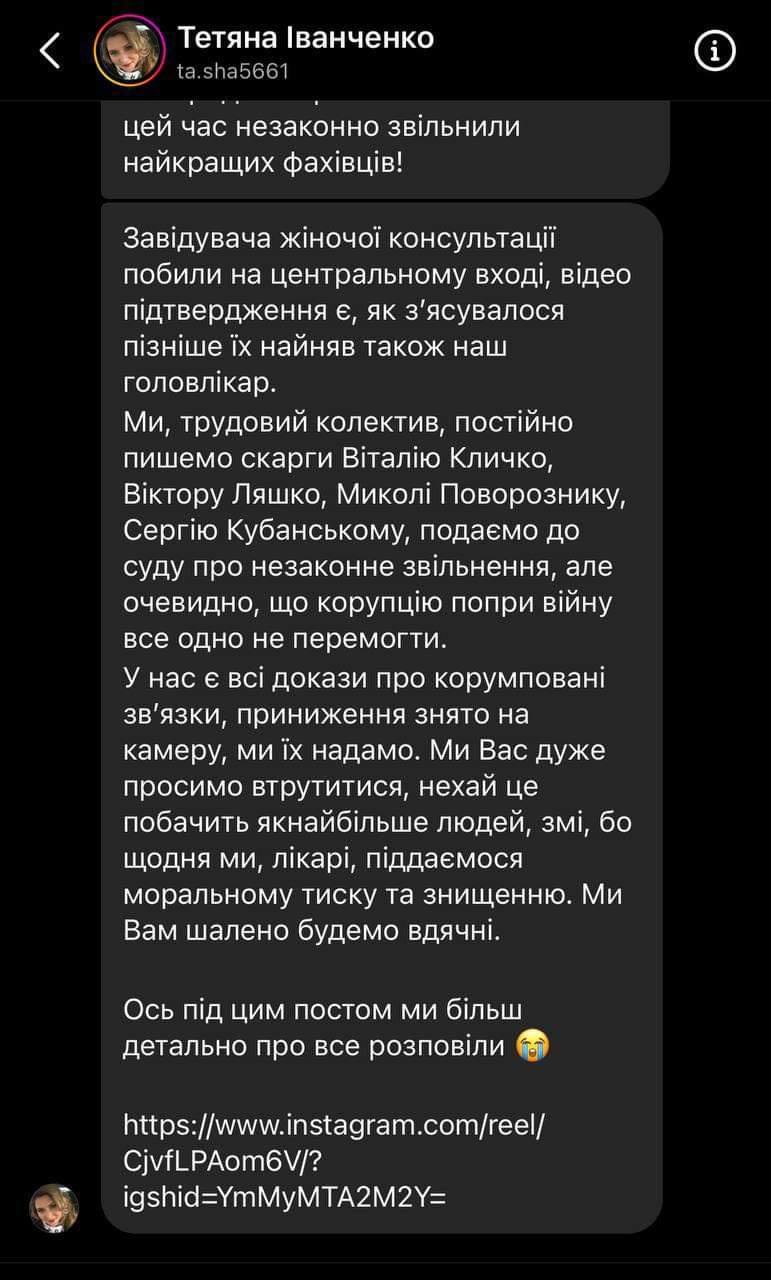 Тетяна Іванченко
ta.sha5661
цей час незаконно звільнили
найкращих фахівців!
Завідувача жіночої консультації
побили на центральному вході, відео
підтвердження є, як з’ясувалося
пізніше їх найняв також наш
головлікар.
Ми, трудовий колектив, постійно
пишемо скарги Віталію Кличко,
Віктору Ляшко, Миколі Поворознику,
Сергію Кубанському, подаємо до
суду про незаконне звільнення, але
очевидно, що корупцію попри війну
все одно не перемогти.
У нас є всі докази про корумповані
зв’язки, приниження знято на
камеру, ми їх надамо. Ми Вас дуже
просимо втрутитися, нехай це
побачить якнайбільше людей, змі, бо
щодня ми, лікарі, піддаємося
моральному тиску та знищенню. Ми
Вам шалено будемо вдячні.
Ось під цим постом ми більш
детально про все розповіли 😭
https://www.instagram.com/reel/
CjvfLPAom6V/?
igshid=YmMyMTA2M2Y=